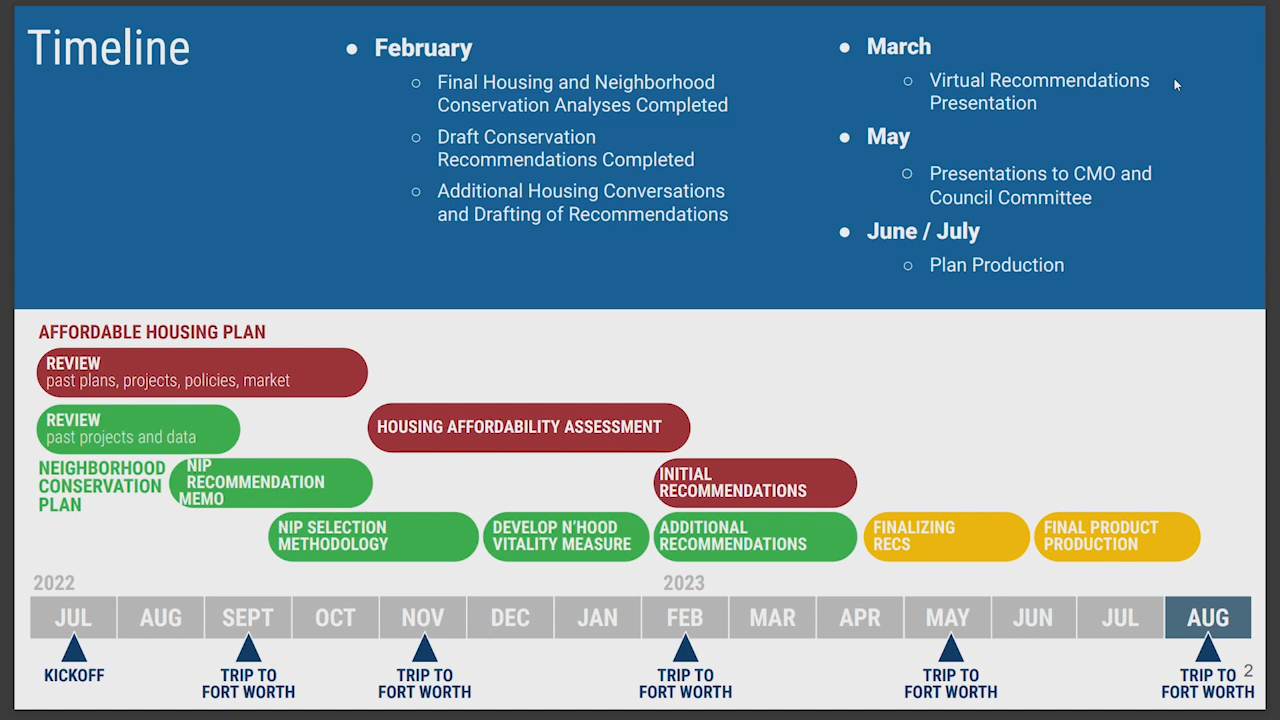 Timeline
● February
○ Final Housing and Neighborhood
Conservation Analyses Completed
○ Draft Conservation
Recommendations Completed
○ Additional Housing Conversations
and Drafting of Recommendations
● March
○ Virtual Recommendations
Presentation
● May
○ Presentations to CMO and
Council Committee
● June / July
○ Plan Production
AFFORDABLE HOUSING PLAN
REVIEW
past plans, projects, policies, market
REVIEW
past projects and data
HOUSING AFFORDABILITY ASSESSMENT
NEIGHBORHOOD
CONSERVATION
PLAN
NIP
RECOMMENDATION
MEMO
INITIAL
RECOMMENDATIONS
NIP SELECTION
METHODOLOGY
DEVELOP N'HOOD
VITALITY MEASURE
ADDITIONAL
RECOMMENDATIONS
FINALIZING
RECS
FINAL PRODUCT
PRODUCTION
2022 2023
JUL AUG SEPT OCT NOV DEC JAN FEB MAR APR MAY JUN JUL AUG
KICKOFF
TRIP TO
FORT WORTH
TRIP TO
FORT WORTH
TRIP TO
FORT WORTH
TRIP TO
FORT WORTH
TRIP TO
FORT WORTH
2